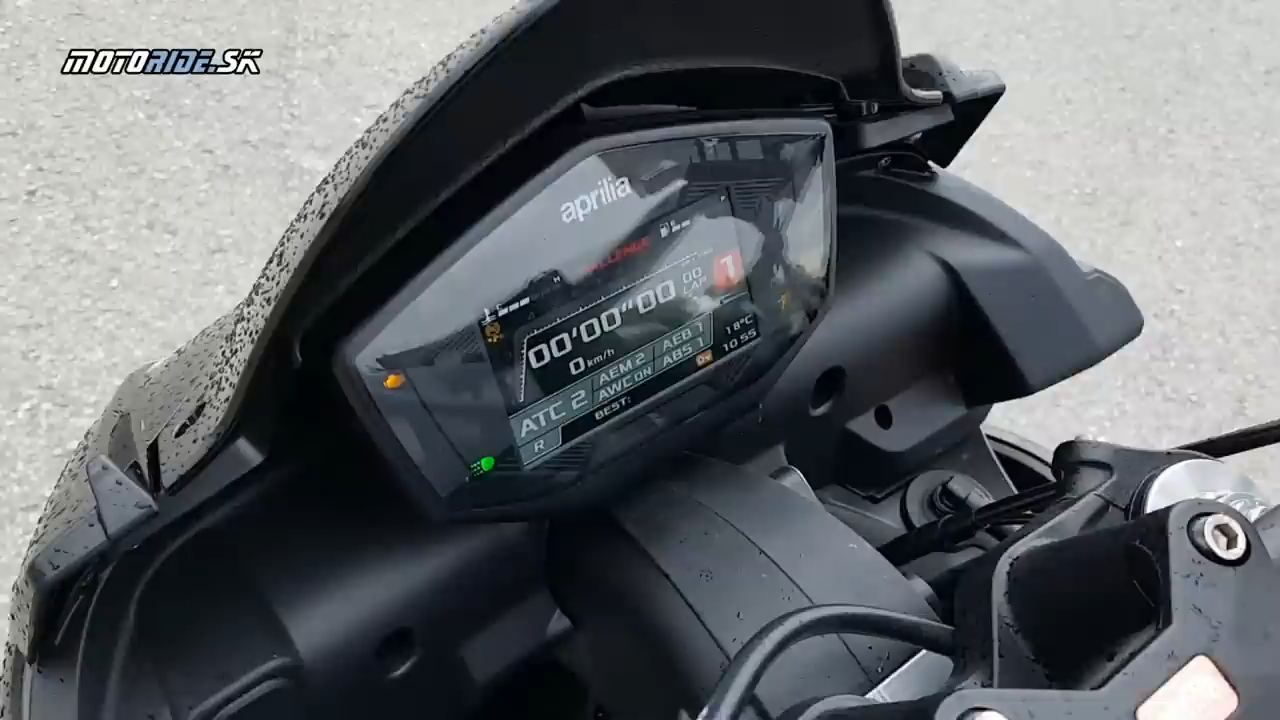 MOTORIDE.SK
aprilia
CHALLENGE
00'00"00
00
LAP
1
0 km/h
ATC 2
AEM 2
AEB 1
AWC ON
ABS 1
18°C
10:55
R
BEST: